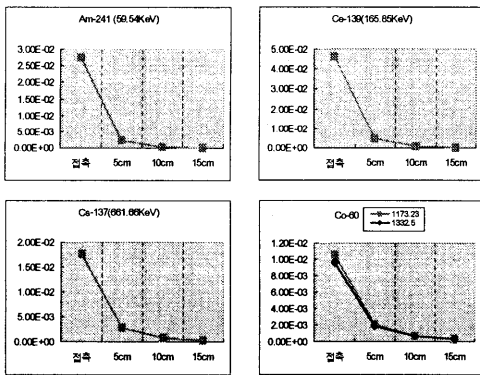 Am-241 (59.54KeV)
3.00E-02
2.50E-02
2.00E-02
1.50E-02
1.00E-02
5.00E-03
0.00E+00
접촉 5cm 10cm 15cm
Ce-139(165.85KeV)
5.00E-02
4.00E-02
3.00E-02
2.00E-02
1.00E-02
0.00E+00
접촉 5cm 10cm 15cm
Cs-137(661.66KeV)
2.00E-02
1.50E-02
1.00E-02
5.00E-03
0.00E+00
접촉 5cm 10cm 15cm
Co-60
1173.23
1332.5
1.20E-02
1.00E-02
8.00E-03
6.00E-03
4.00E-03
2.00E-03
0.00E+00
접촉 5cm 10cm 15cm